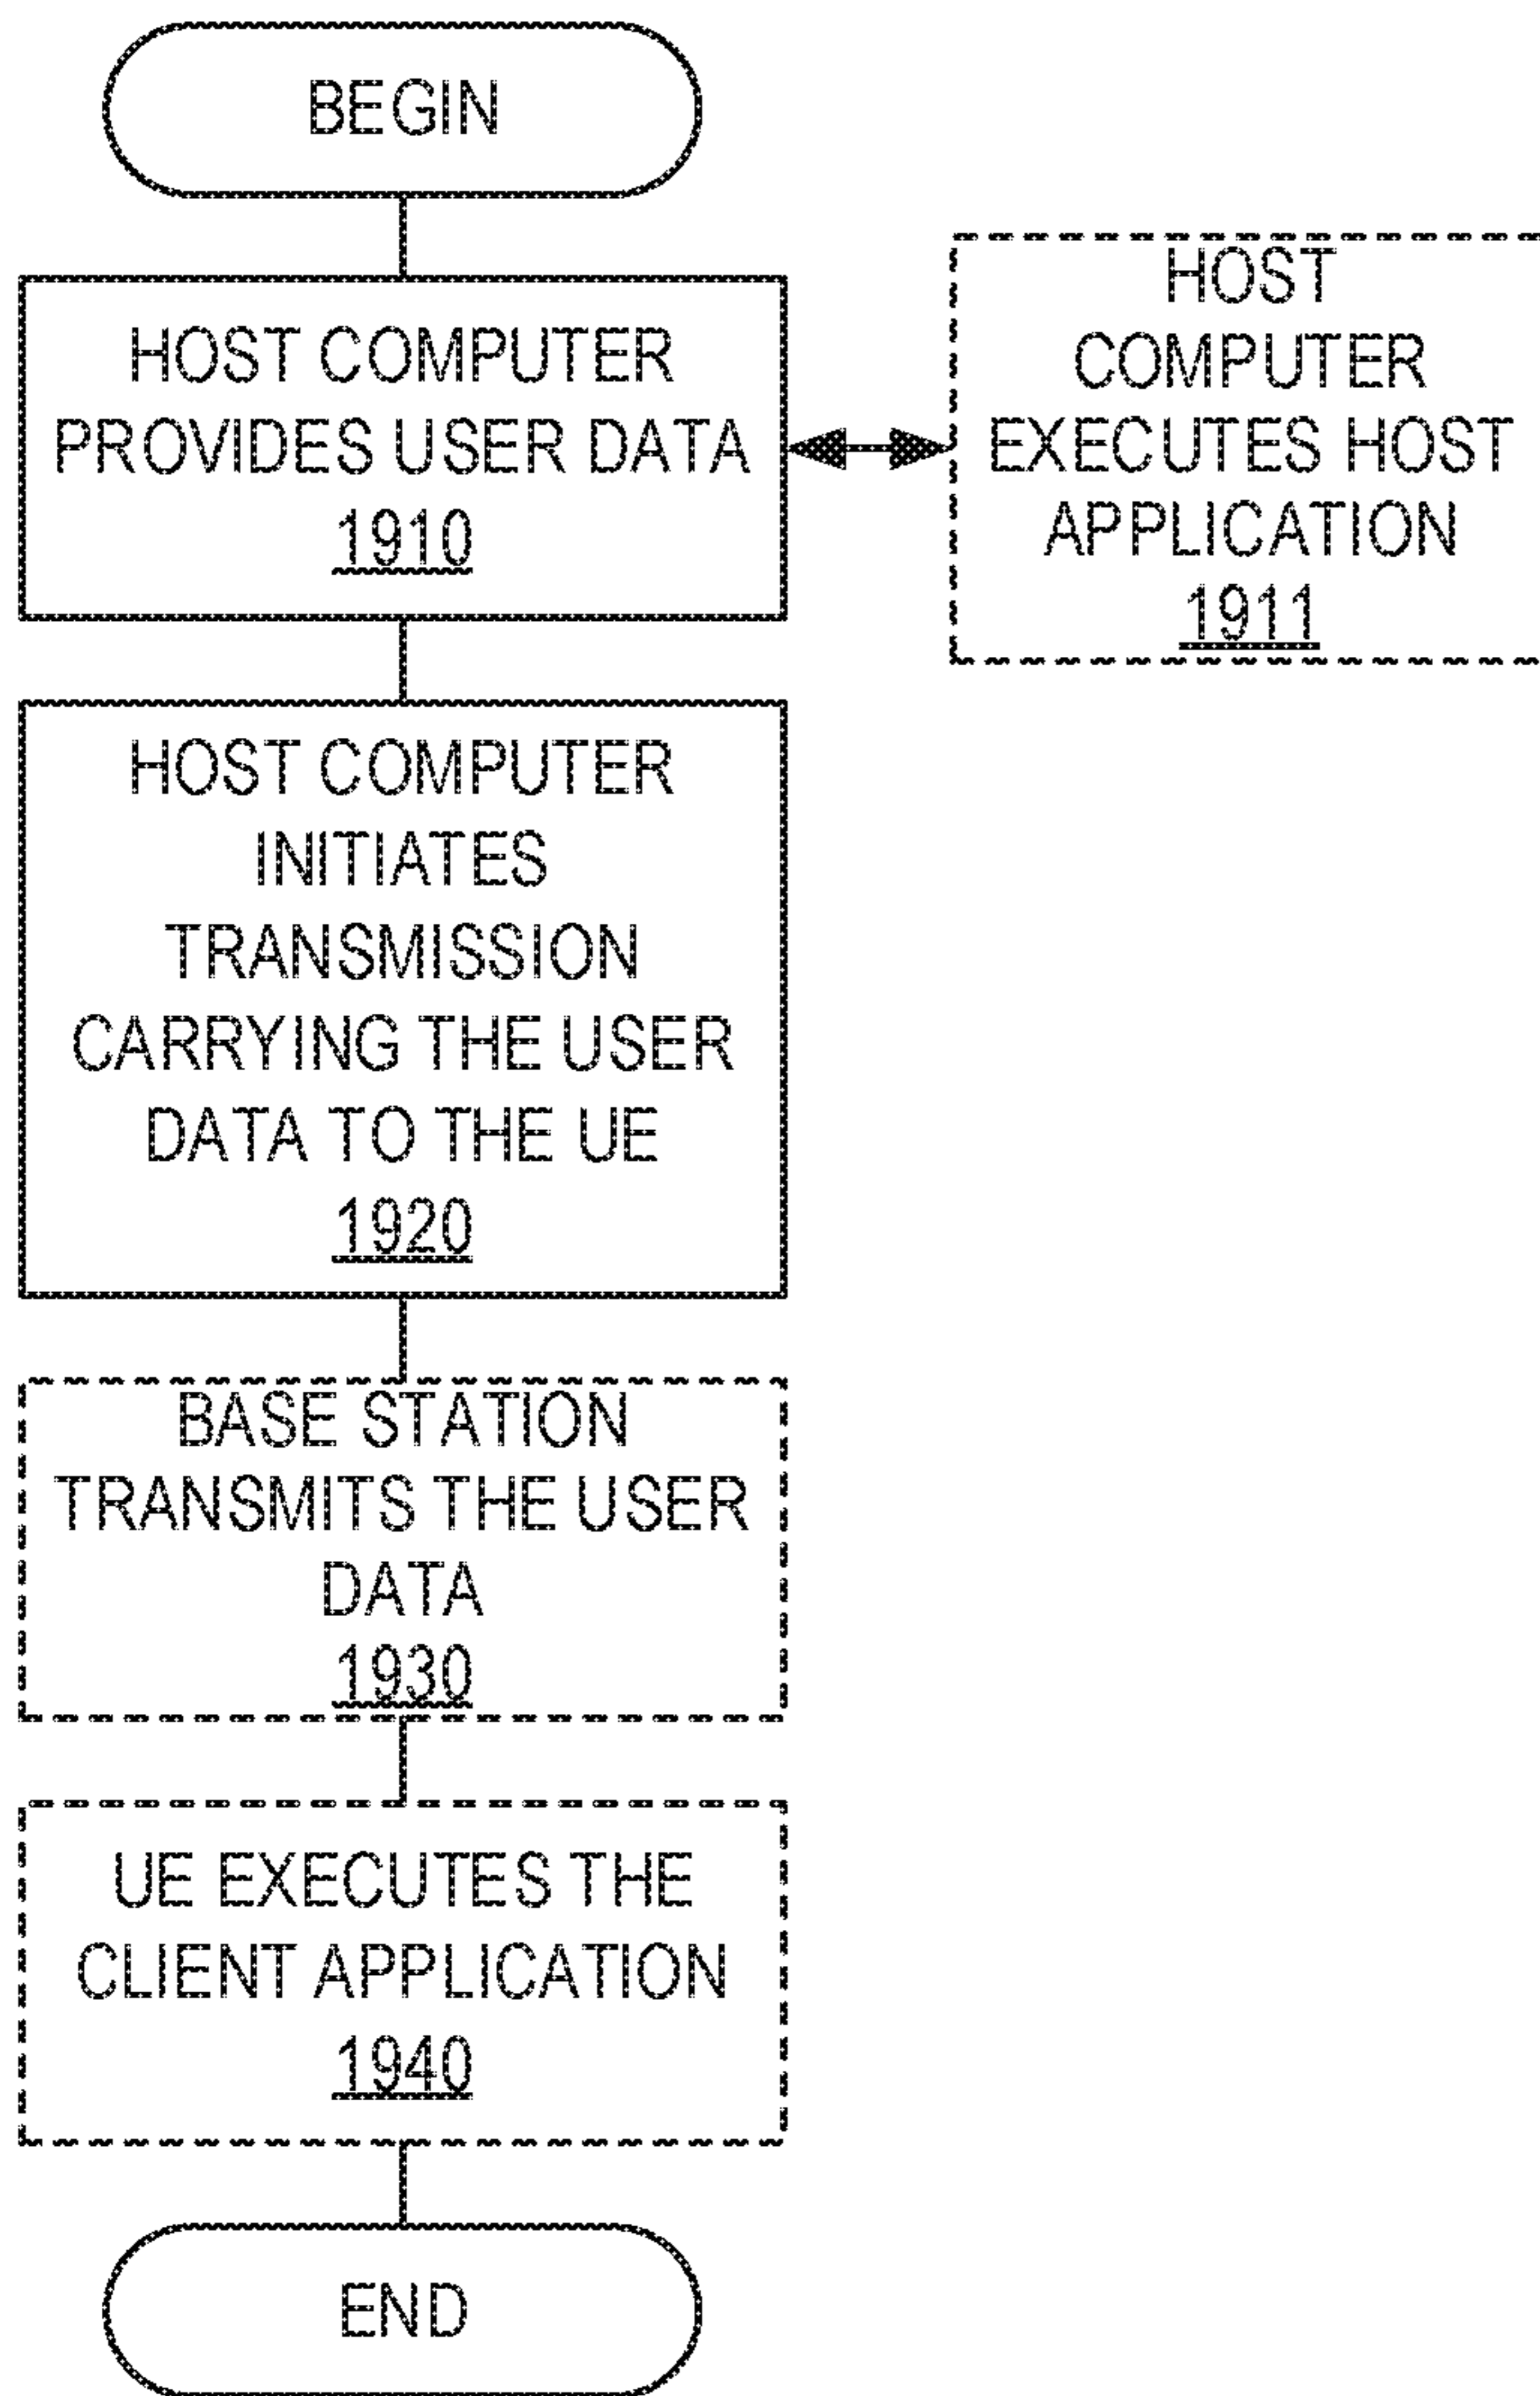 BEGIN
HOST COMPUTER
PROVIDES USER DATA
1910
HOST
COMPUTER
EXECUTES HOST
APPLICATION
1911
HOST COMPUTER
INITIATES
TRANSMISSION
CARRYING THE USER
DATA TO THE UE
1920
BASE STATION
TRANSMITS THE USER
DATA
1930
UE EXECUTES THE
CLIENT APPLICATION
1940
END